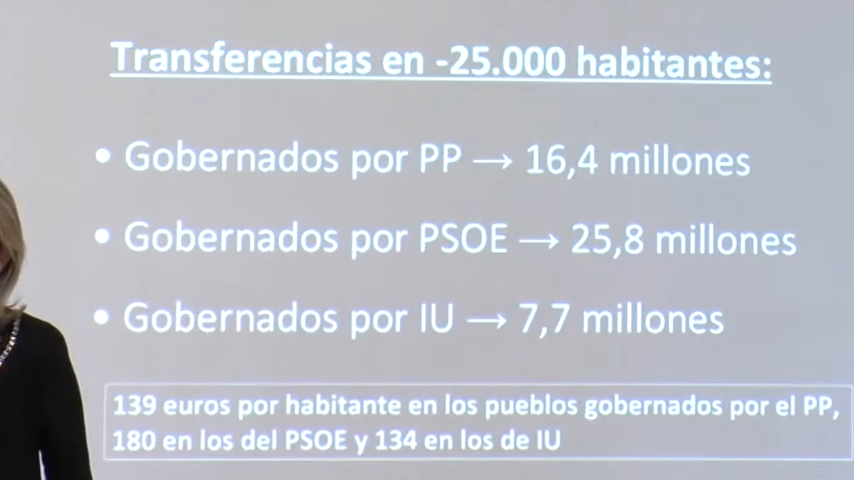 Transferencias en -25.000 habitantes:
• Gobernados por PP → 16,4 millones
• Gobernados por PSOE → 25,8 millones
• Gobernados por IU → 7,7 millones
139 euros por habitante en los pueblos gobernados por el PP,
180 en los del PSOE y 134 en los de IU